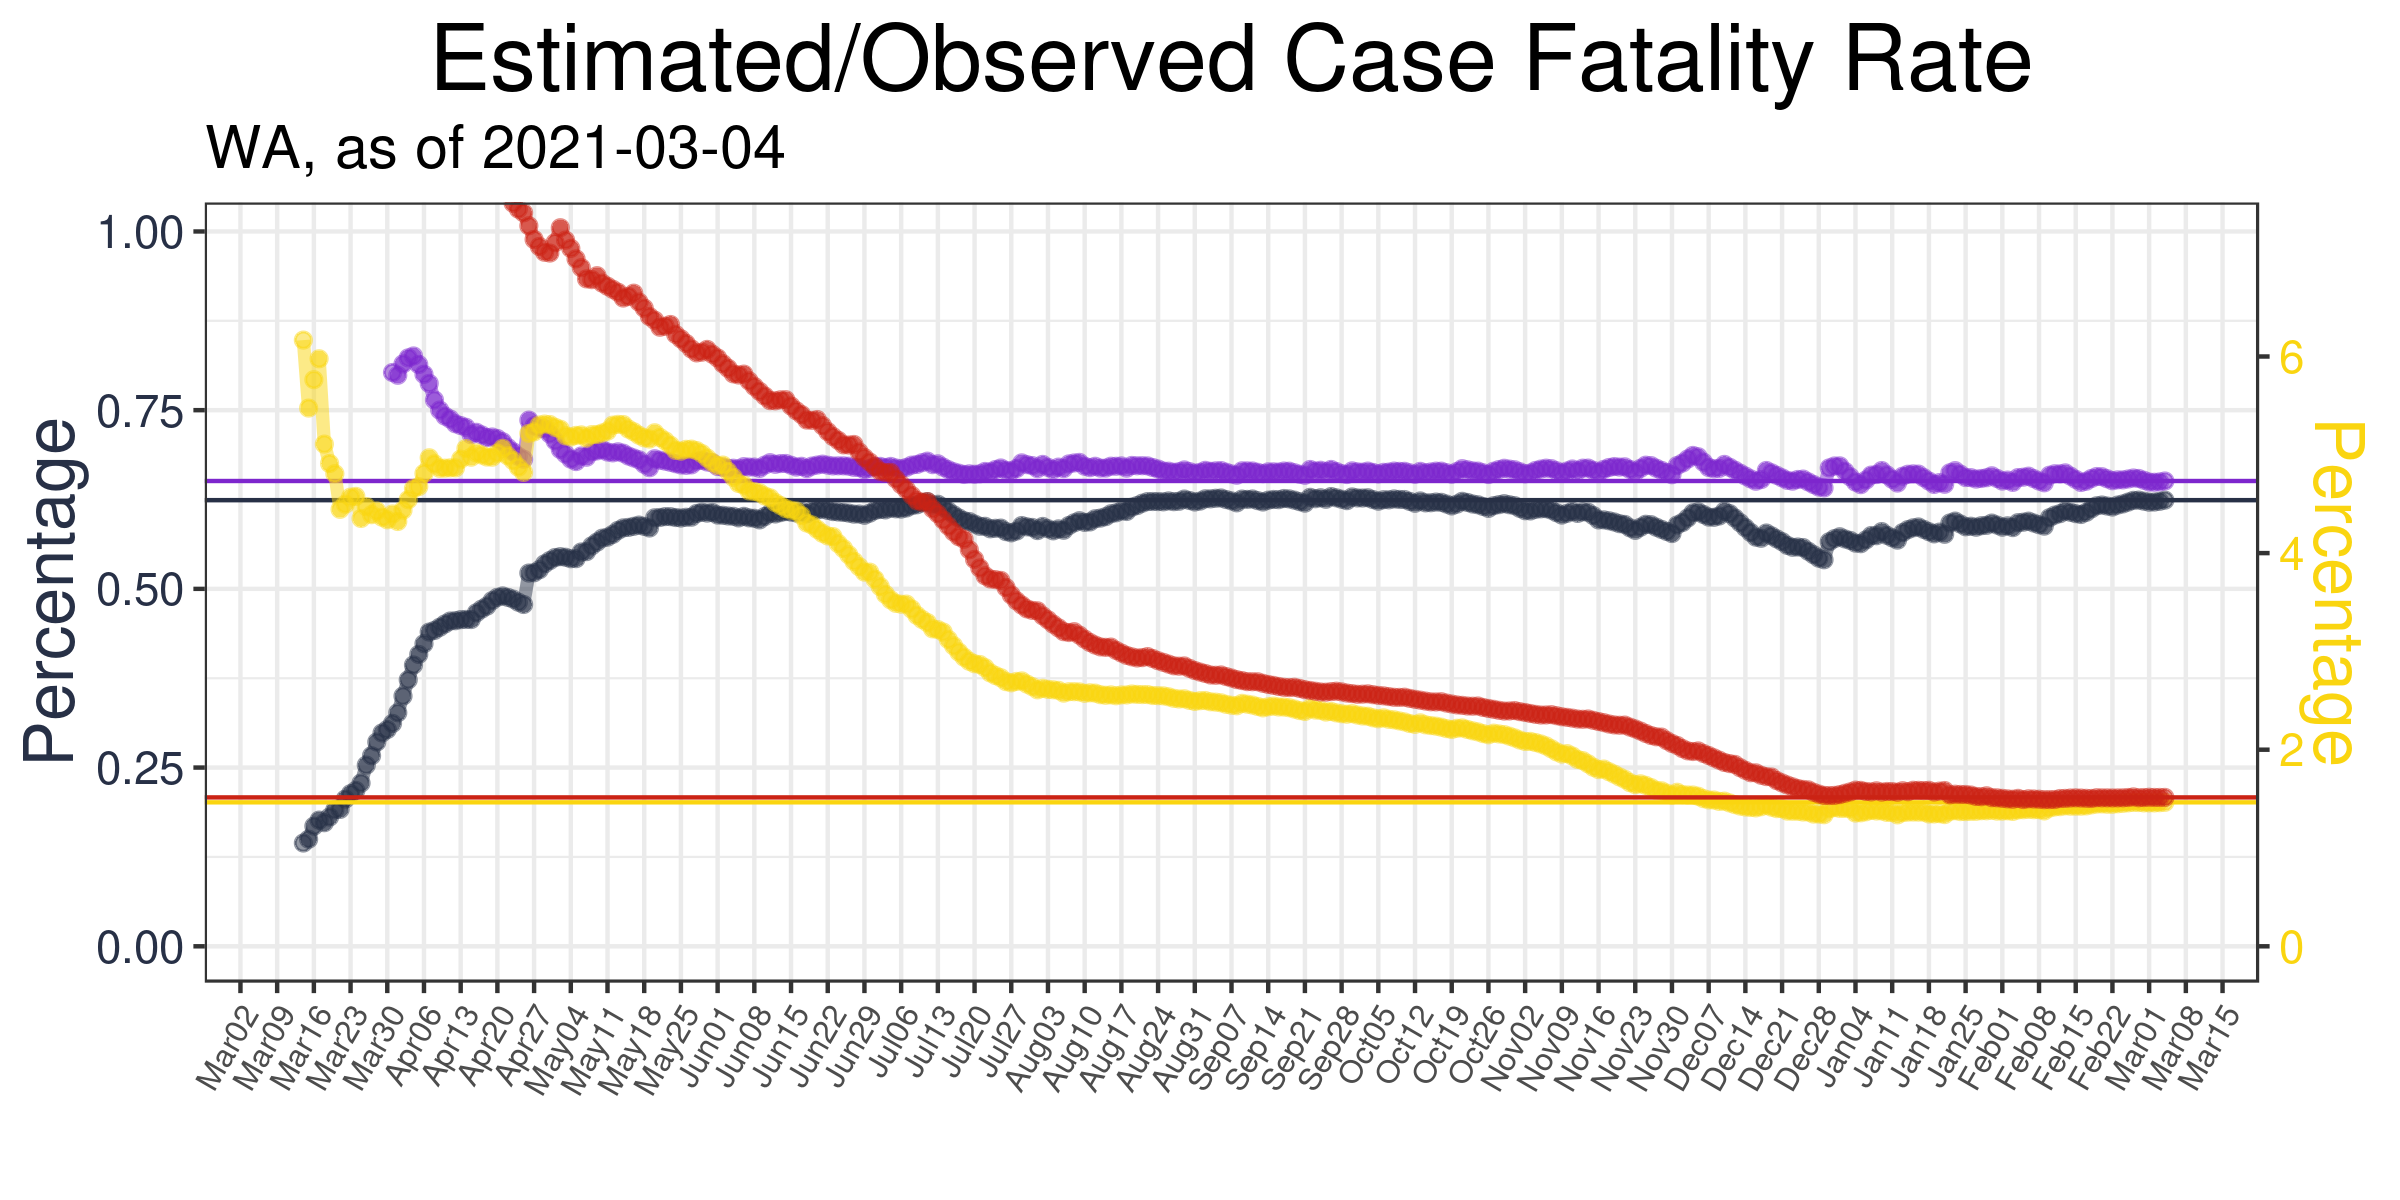 Estimated/Observed Case Fatality Rate
WA, as of 2021-03-04
Percentage
1.00
0.75
0.50
0.25
0.00
6
4
2
0
Percentage
Mar02
Mar09
Mar16
Mar23
Mar30
Apr06
Apr13
Apr20
Apr27
May04
May11
May18
May25
Jun01
Jun08
Jun15
Jun22
Jun29
Jul06
Jul13
Jul20
Jul27
Aug03
Aug10
Aug17
Aug24
Aug31
Sep07
Sep14
Sep21
Sep28
Oct05
Oct12
Oct19
Oct26
Nov02
Nov09
Nov16
Nov23
Nov30
Dec07
Dec14
Dec21
Dec28
Jan04
Jan11
Jan18
Jan25
Feb01
Feb08
Feb15
Feb22
Mar01
Mar08
Mar15